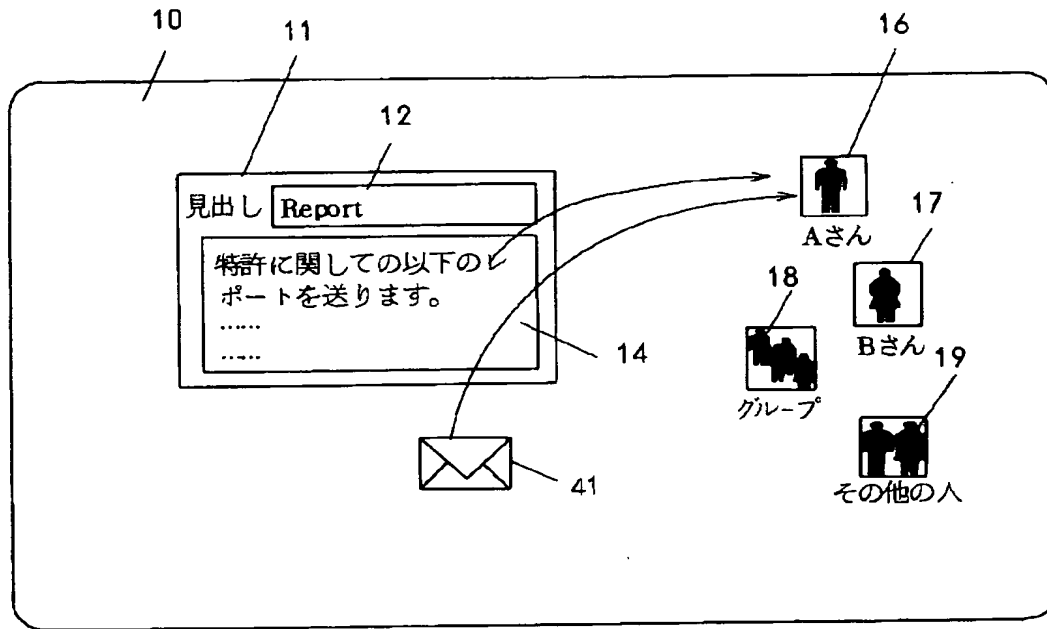 10
11
12
16
見出し Report
17
Aさん
特許に関しての以下のレ
ポートを送ります。
……
……
18
14
Bさん
19
グループ
41
その他の人